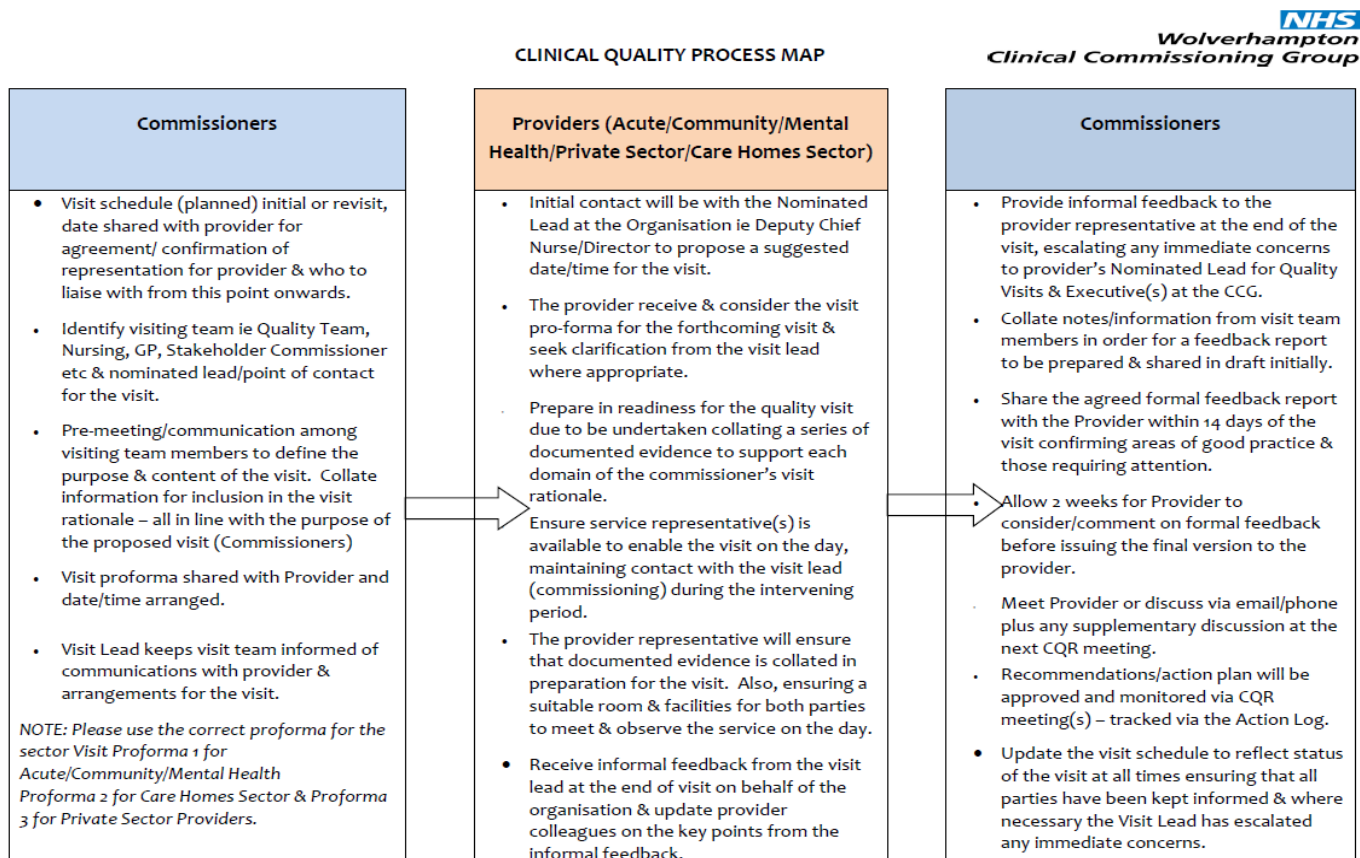 NHS
Wolverhampton
Clinical Commissioning Group
CLINICAL QUALITY PROCESS MAP
Commissioners
• Visit schedule (planned) initial or revisit,
date shared with provider for
agreement/ confirmation of
representation for provider & who to
liaise with from this point onwards.
• Identify visiting team ie Quality Team,
Nursing, GP, Stakeholder Commissioner
etc & nominated lead/point of contact
for the visit.
• Pre-meeting/communication among
visiting team members to define the
purpose & content of the visit. Collate
information for inclusion in the visit
rationale – all in line with the purpose of
the proposed visit (Commissioners)
• Visit proforma shared with Provider and
date/time arranged.
• Visit Lead keeps visit team informed of
communications with provider &
arrangements for the visit.
NOTE: Please use the correct proforma for the
sector Visit Proforma 1 for
Acute/Community/Mental Health
Proforma 2 for Care Homes Sector & Proforma
3 for Private Sector Providers.
Providers (Acute/Community/Mental
Health/Private Sector/Care Homes Sector)
• Initial contact will be with the Nominated
Lead at the Organisation ie Deputy Chief
Nurse/Director to propose a suggested
date/time for the visit.
• The provider receive & consider the visit
pro-forma for the forthcoming visit &
seek clarification from the visit lead
where appropriate.
. Prepare in readiness for the quality visit
due to be undertaken collating a series of
documented evidence to support each
domain of the commissioner's visit
rationale.
Ensure service representative(s) is
available to enable the visit on the day,
maintaining contact with the visit lead
(commissioning) during the intervening
period.
• The provider representative will ensure
that documented evidence is collated in
preparation for the visit. Also, ensuring a
suitable room & facilities for both parties
to meet & observe the service on the day.
• Receive informal feedback from the visit
lead at the end of visit on behalf of the
organisation & update provider
colleagues on the key points from the
informal feedback.
Commissioners
• Provide informal feedback to the
provider representative at the end of the
visit, escalating any immediate concerns
to provider's Nominated Lead for Quality
Visits & Executive(s) at the CCG.
• Collate notes/information from visit team
members in order for a feedback report
to be prepared & shared in draft initially.
• Share the agreed formal feedback report
with the Provider within 14 days of the
visit confirming areas of good practice &
those requiring attention.
• Allow 2 weeks for Provider to
consider/comment on formal feedback
before issuing the final version to the
provider.
. Meet Provider or discuss via email/phone
plus any supplementary discussion at the
next CQR meeting.
• Recommendations/action plan will be
approved and monitored via CQR
meeting(s) – tracked via the Action Log.
• Update the visit schedule to reflect status
of the visit at all times ensuring that all
parties have been kept informed & where
necessary the Visit Lead has escalated
any immediate concerns.